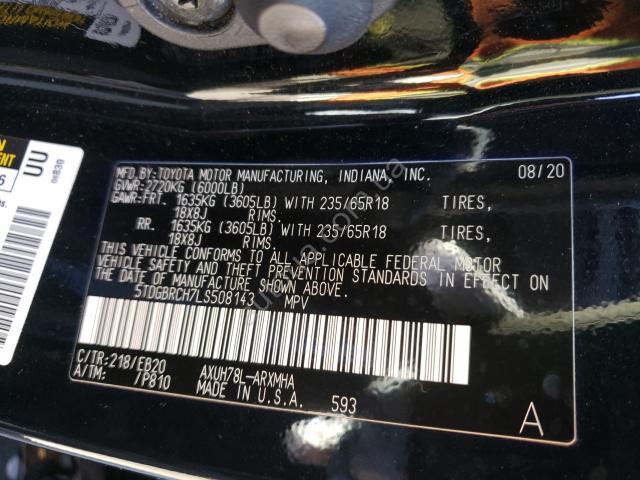 MFD.BY:TOYOTA MOTOR MANUFACTURING, INDIANA, INC. 08/20
GVWR:2720KG (6000LB)
GAWR:FRT. 1635KG (3605LB) WITH 235/65R18 TIRES,
18X8J RIMS.
RR. 1635KG (3605LB) WITH 235/65R18 TIRES,
18X8J RIMS.
THIS VEHICLE CONFORMS TO ALL APPLICABLE FEDERAL MOTOR
VEHICLE SAFETY AND THEFT PREVENTION STANDARDS IN EFFECT ON
THE DATE OF MANUFACTURE SHOWN ABOVE.
5TDGBRCH7LS508143 MPV
C/TR:218/EB20 AXUH78L-ARXMHA
A/TM: /P810 MADE IN U.S.A. 593
A
UU
00830